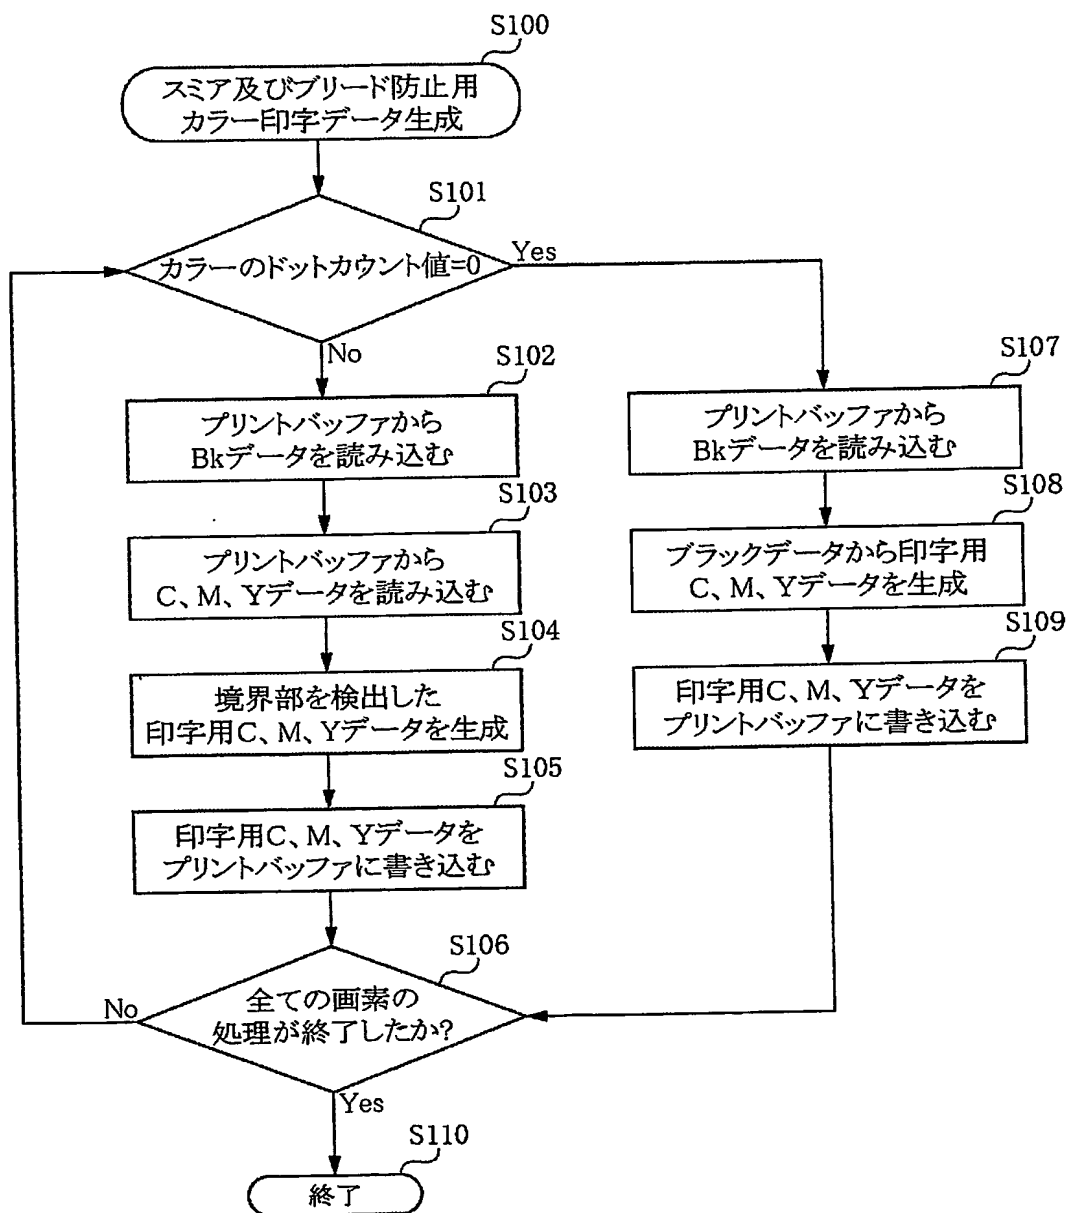 S100
スミア及びブリード防止用
カラー印字データ生成
S101
カラーのドットカウント値=0
Yes
No
S102
プリントバッファから
Bkデータを読み込む
S103
プリントバッファから
C、M、Yデータを読み込む
S104
境界部を検出した
印字用C、M、Yデータを生成
S105
印字用C、M、Yデータを
プリントバッファに書き込む
S107
プリントバッファから
Bkデータを読み込む
S108
ブラックデータから印字用
C、M、Yデータを生成
S109
印字用C、M、Yデータを
プリントバッファに書き込む
S106
全ての画素の
処理が終了したか?
No
Yes
S110
終了